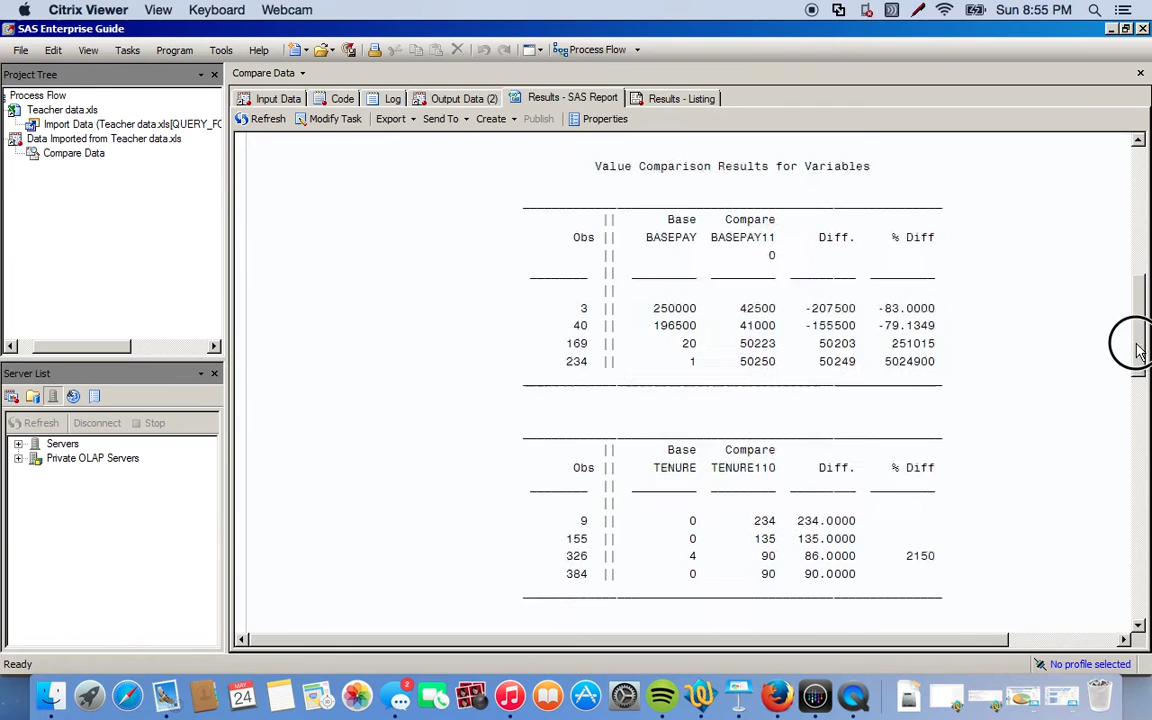 Citrix Viewer Window Keyboard Webcam Sun 8:55 PM
SAS Enterprise Guide
File Edit View Tasks Program Tools Help Process Flow
Project Tree
Process Flow
Teacher data.xls
Import Data (Teacher data.xls[QUERY_FO
Data Imported from Teacher data.xls
Compare Data
Server List
Refresh Disconnect Stop
Servers
Private OLAP Servers
Compare Data
Input Data Code Log Output Data (2) Results - SAS Report Results - Listing
Refresh Modify Task Export Send To Create Publish Properties
Value Comparison Results for Variables
|| Base Compare
Obs || BASEPAY BASEPAY11 Diff. % Diff
|| 0
||
||
3 || 250000 42500 -207500 -83.0000
40 || 196500 41000 -155500 -79.1349
169 || 20 50223 50203 251015
234 || 1 50250 50249 5024900
|| Base Compare
Obs || TENURE TENURE110 Diff. % Diff
||
||
9 || 0 234 234.0000
155 || 0 135 135.0000
326 || 4 90 86.0000 2150
384 || 0 90 90.0000
Ready No profile selected
MAY
24
2